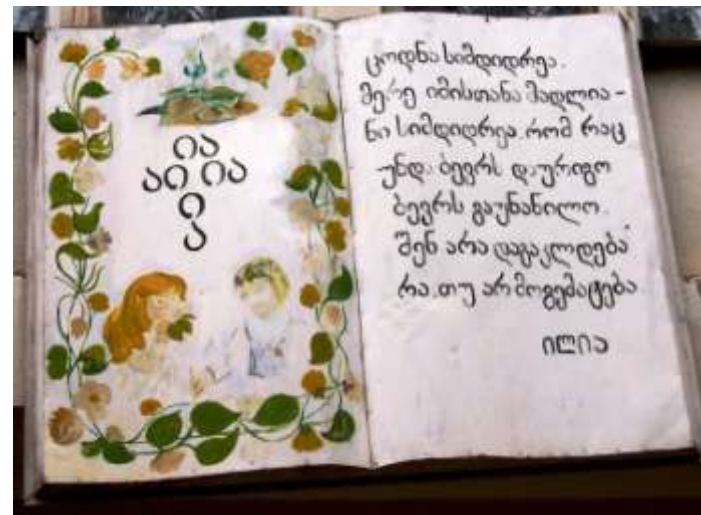 ია
აი ია
ი
ა
ცოდნა სიმდიდრეა.
მერე იმისთანა მადლია-
ნი სიმდიდრეა. რომ რაც
უნდა ბევრს დაურიგო
ბევრს გაუნაწილო.
შენ არა დაგაკლდება
რა. თუ არ მოგემატება
ილია